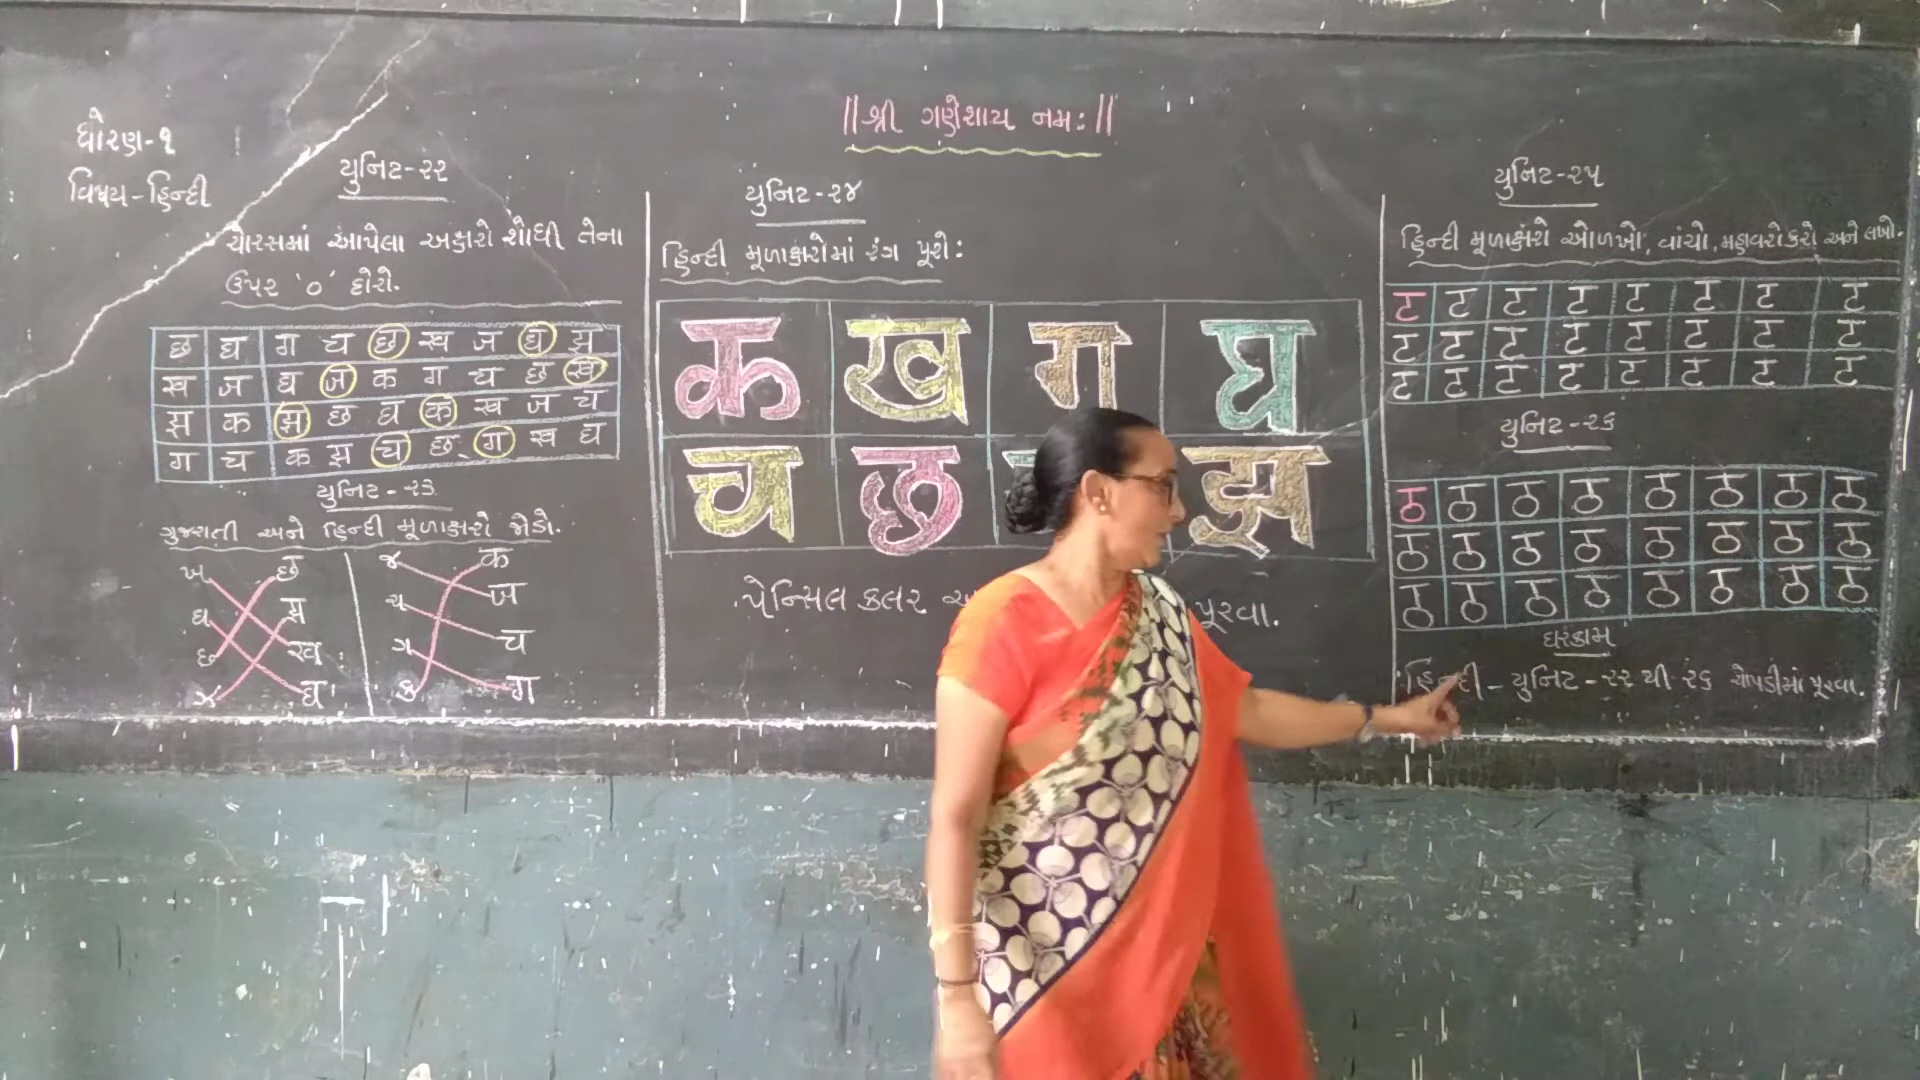 ||શ્રી ગણેશાય નમઃ||
ધોરણ-૧
વિષય-હિન્દી
યુનિટ-૨૨
ચોરસમાં આપેલા અક્ષરો શોધી તેના
ઉપર '૦' દોરો.
छ घ ग च छ ख ज घ झ
ख ज घ ज क ग च छ ख
झ क झ छ घ क ख ज च
ग च क झ च छ ग ख घ
યુનિટ-૨૩
ગુજરાતી અને હિન્દી મૂળાક્ષરો જોડો.
ખ छ જ क
ઘ झ ચ ज
છ ख ગ च
ઝ घ ક ग
યુનિટ-૨૪
હિન્દી મૂળાક્ષરોમાં રંગ પૂરો:
क ख ग घ
च छ झ
પેન્સિલ કલર પૂરવા.
યુનિટ-૨૫
હિન્દી મૂળાક્ષરો ઓળખો, વાંચો, મહાવરો કરો અને લખો.
ट ट ट ट ट ट ट ट
ट ट ट ट ट ट ट ट
ट ट ट ट ट ट ट ट
યુનિટ-૨૬
ठ ठ ठ ठ ठ ठ ठ ठ
ठ ठ ठ ठ ठ ठ ठ ठ
ठ ठ ठ ठ ठ ठ ठ ठ
ઘરકામ
હિન્દી - યુનિટ - ૨૨ થી ૨૬ ચોપડીમાં પૂરવા.